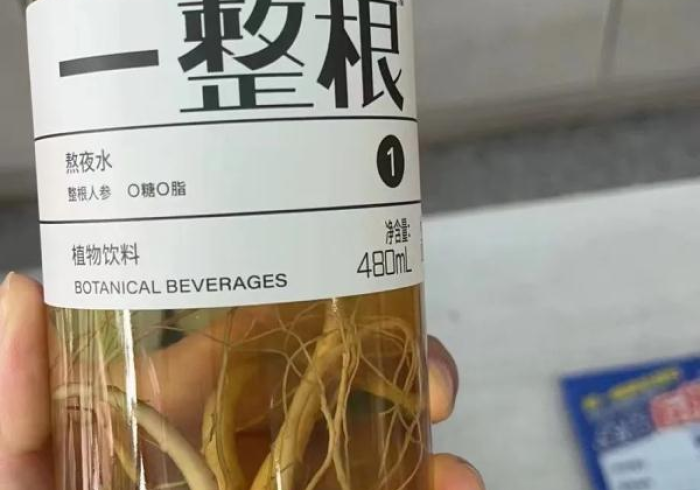 一整根
熬夜水
1
整根人参 0糖0脂
植物饮料
净含量:
480mL
BOTANICAL BEVERAGES